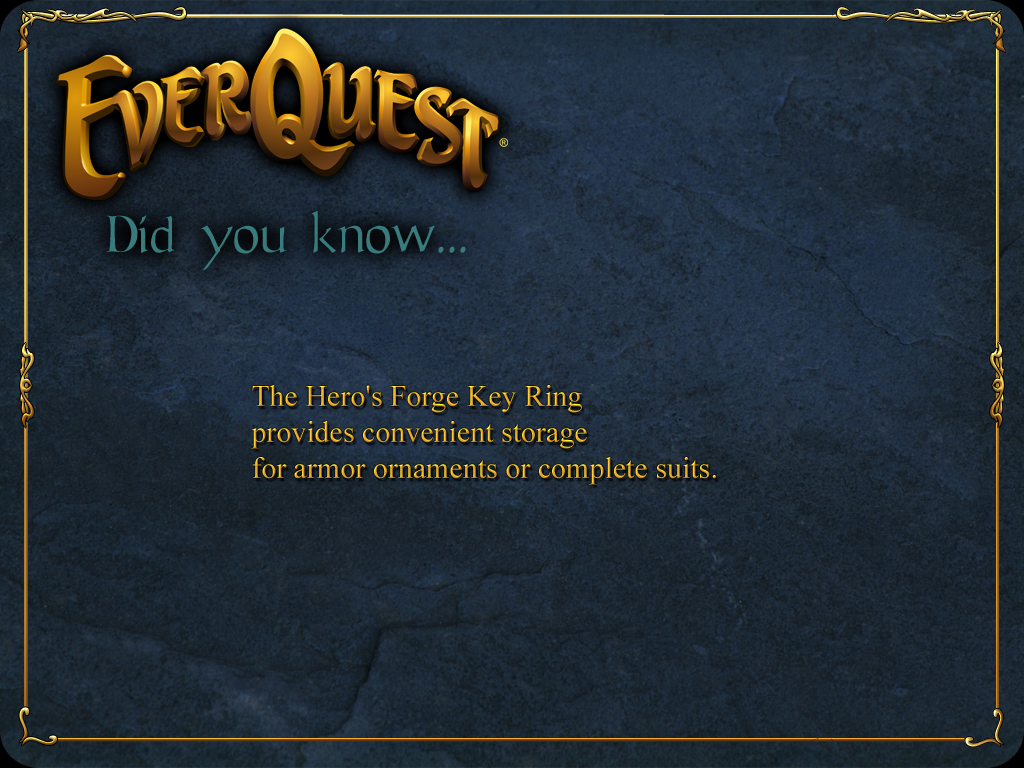 EverQuest®
Did you know...
The Hero's Forge Key Ring
provides convenient storage
for armor ornaments or complete suits.